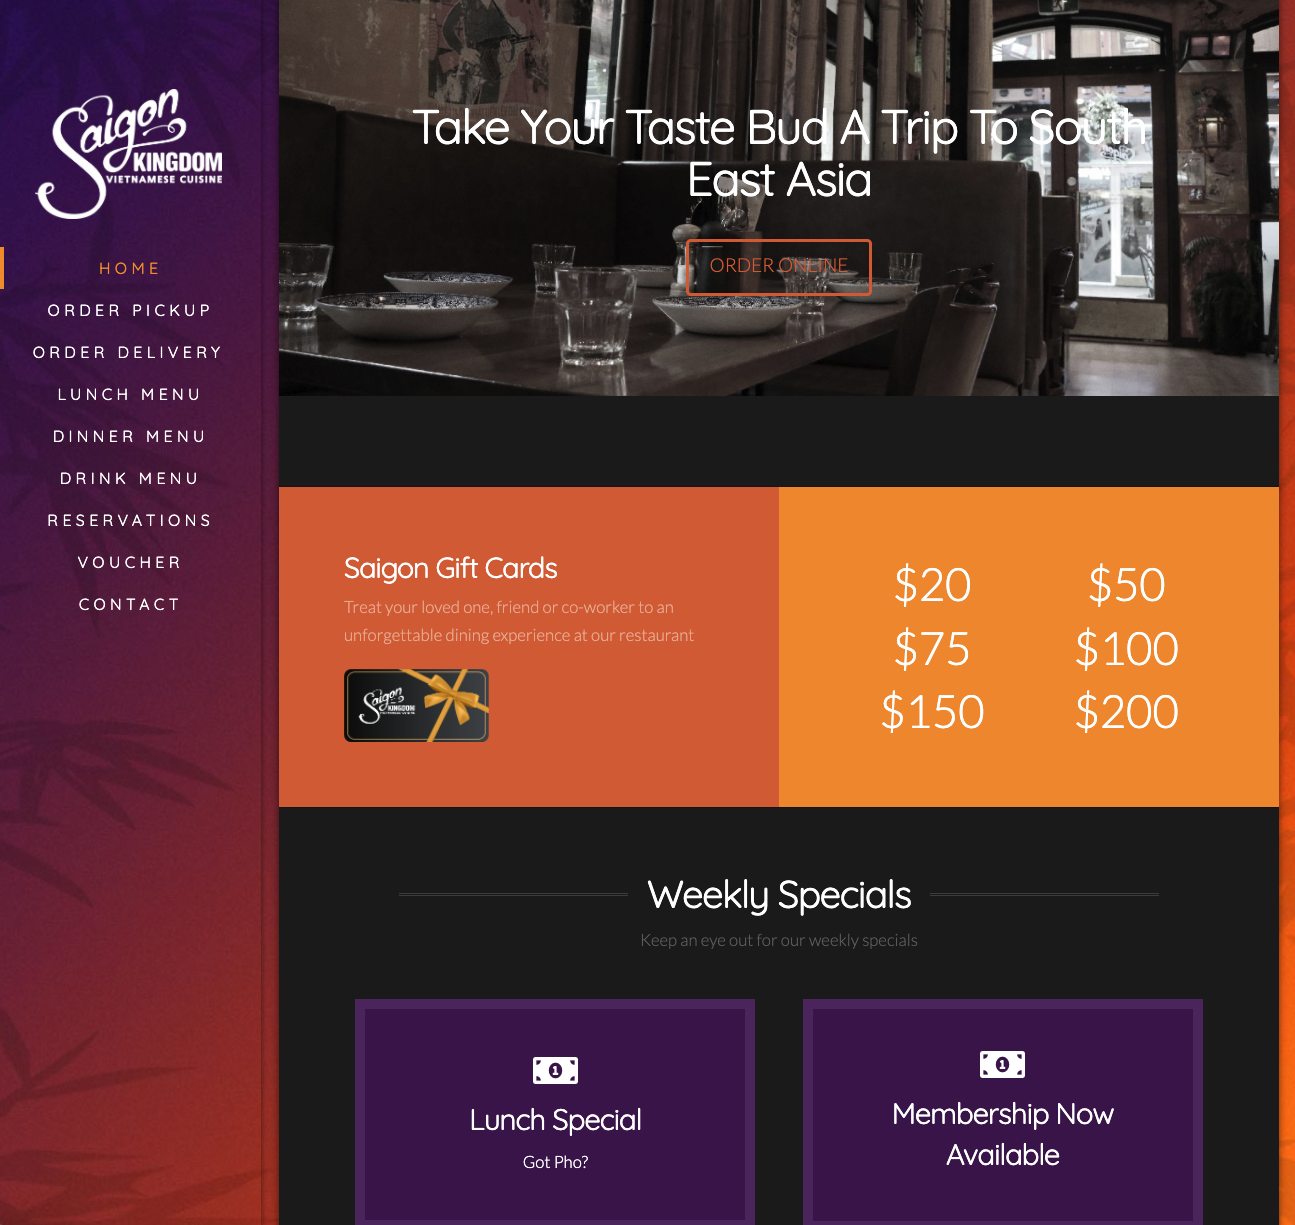 Saigon
KINGDOM
VIETNAMESE CUISINE
HOME
ORDER PICKUP
ORDER DELIVERY
LUNCH MENU
DINNER MENU
DRINK MENU
RESERVATIONS
VOUCHER
CONTACT
Take Your Taste Bud A Trip To South
East Asia
ORDER ONLINE
Saigon Gift Cards
Treat your loved one, friend or co-worker to an
unforgettable dining experience at our restaurant
Saigon
KINGDOM
$20 $50
$75 $100
$150 $200
Weekly Specials
Keep an eye out for our weekly specials
1
Lunch Special
Got Pho?
1
Membership Now
Available